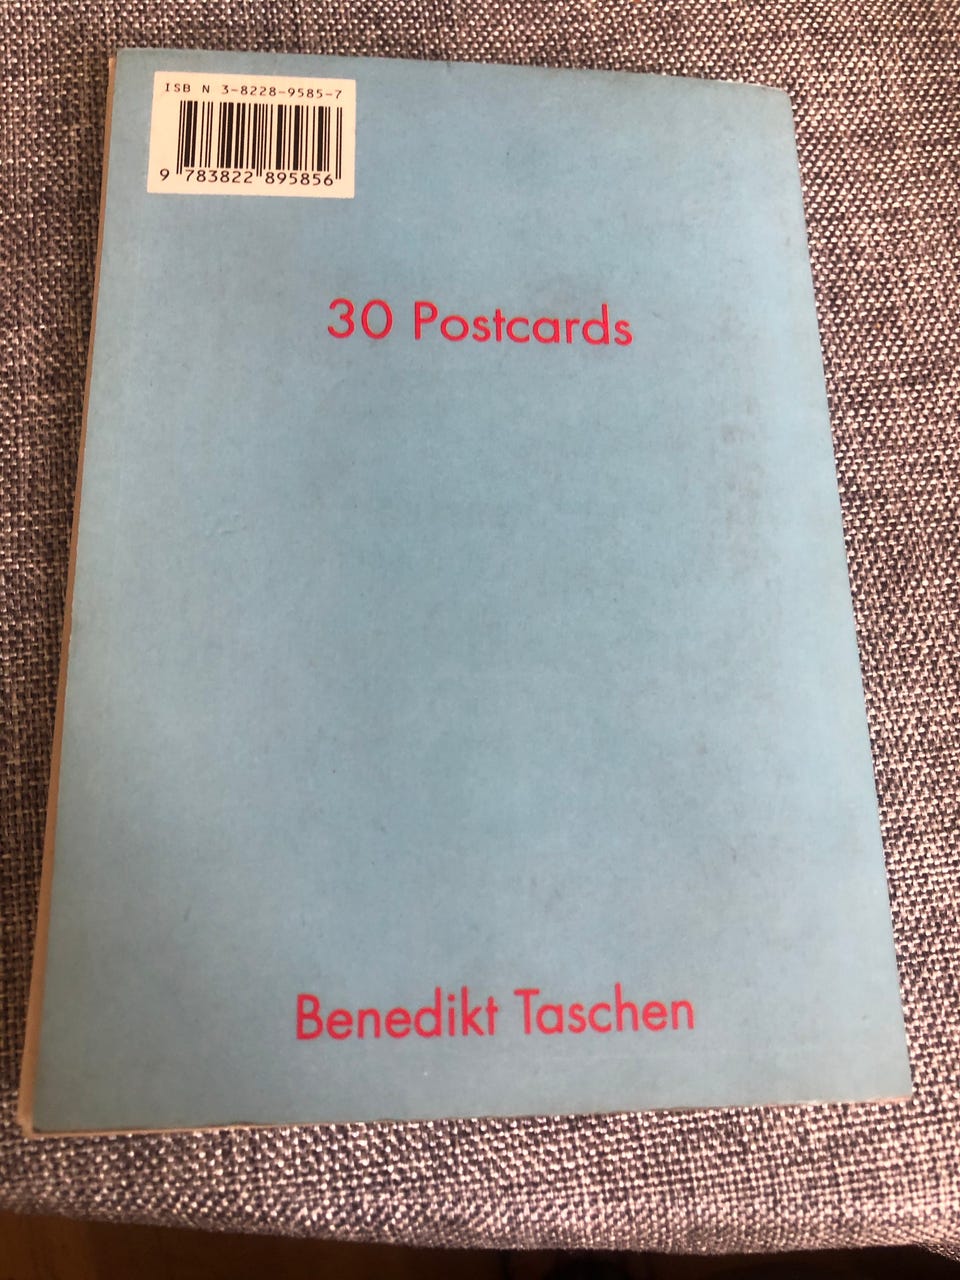 ISB N 3-8228-9585-7
9 783822 895856
30 Postcards
Benedikt Taschen